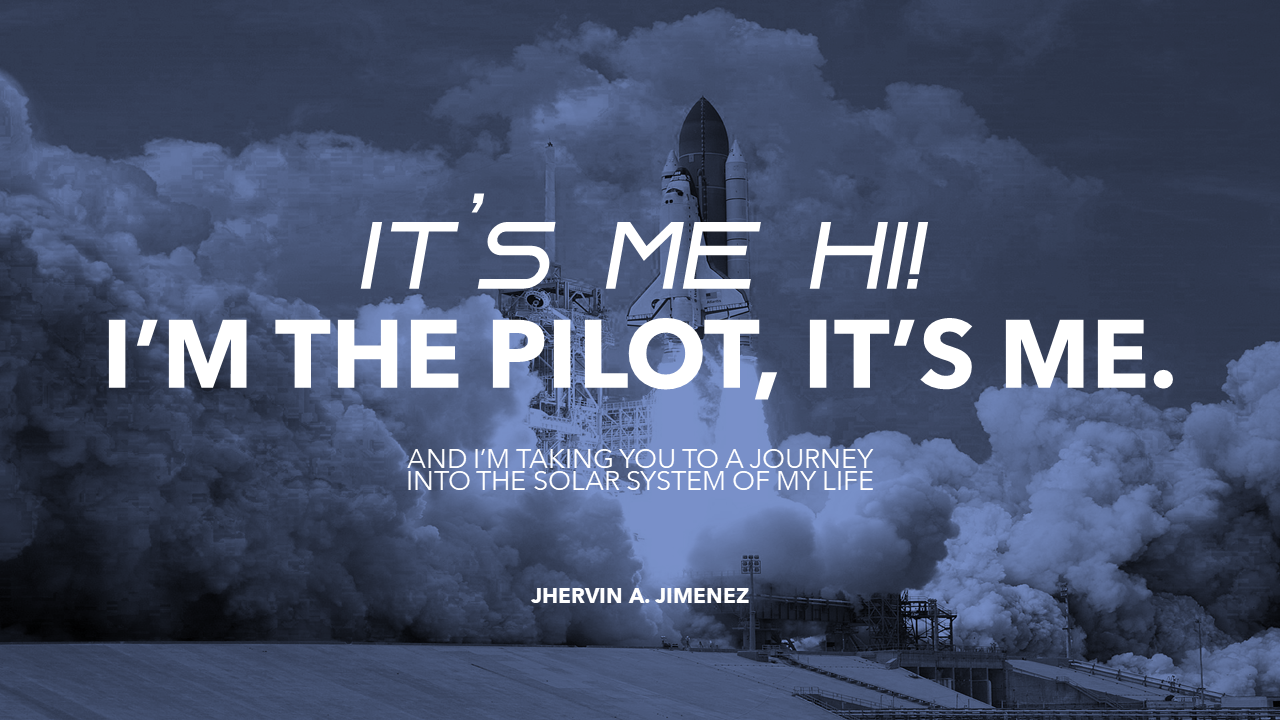 IT'S ME HI!
I'M THE PILOT, IT'S ME.
AND I'M TAKING YOU TO A JOURNEY
INTO THE SOLAR SYSTEM OF MY LIFE
JHERVIN A. JIMENEZ